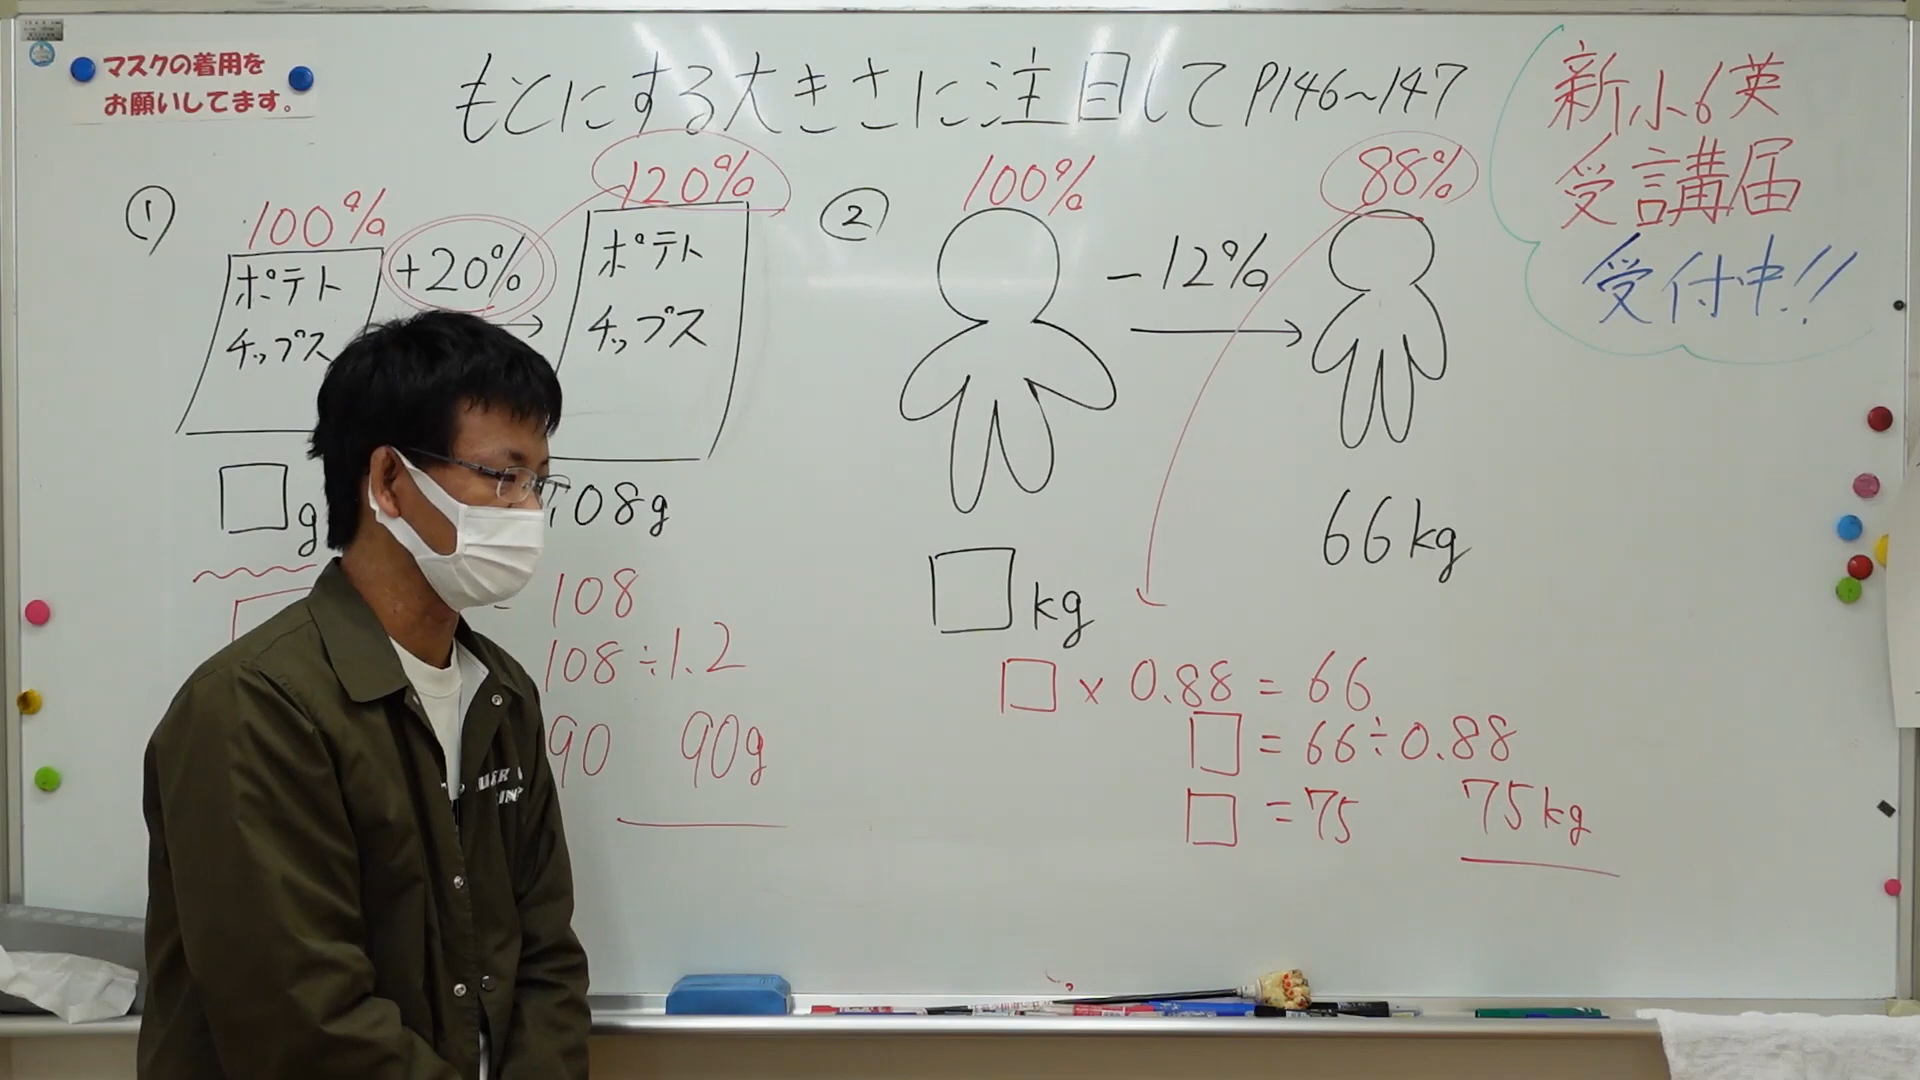 マスクの着用を
お願いしてます。
もとにする大きさに注目して P146~147
新小6英
受講届
受付中!!
①
100%
+20%
120%
ポテト
チップス
ポテト
チップス
□g
108g
108
108÷1.2
90 90g
②
100%
-12%
88%
□kg
66kg
□×0.88=66
□=66÷0.88
□=75 75kg